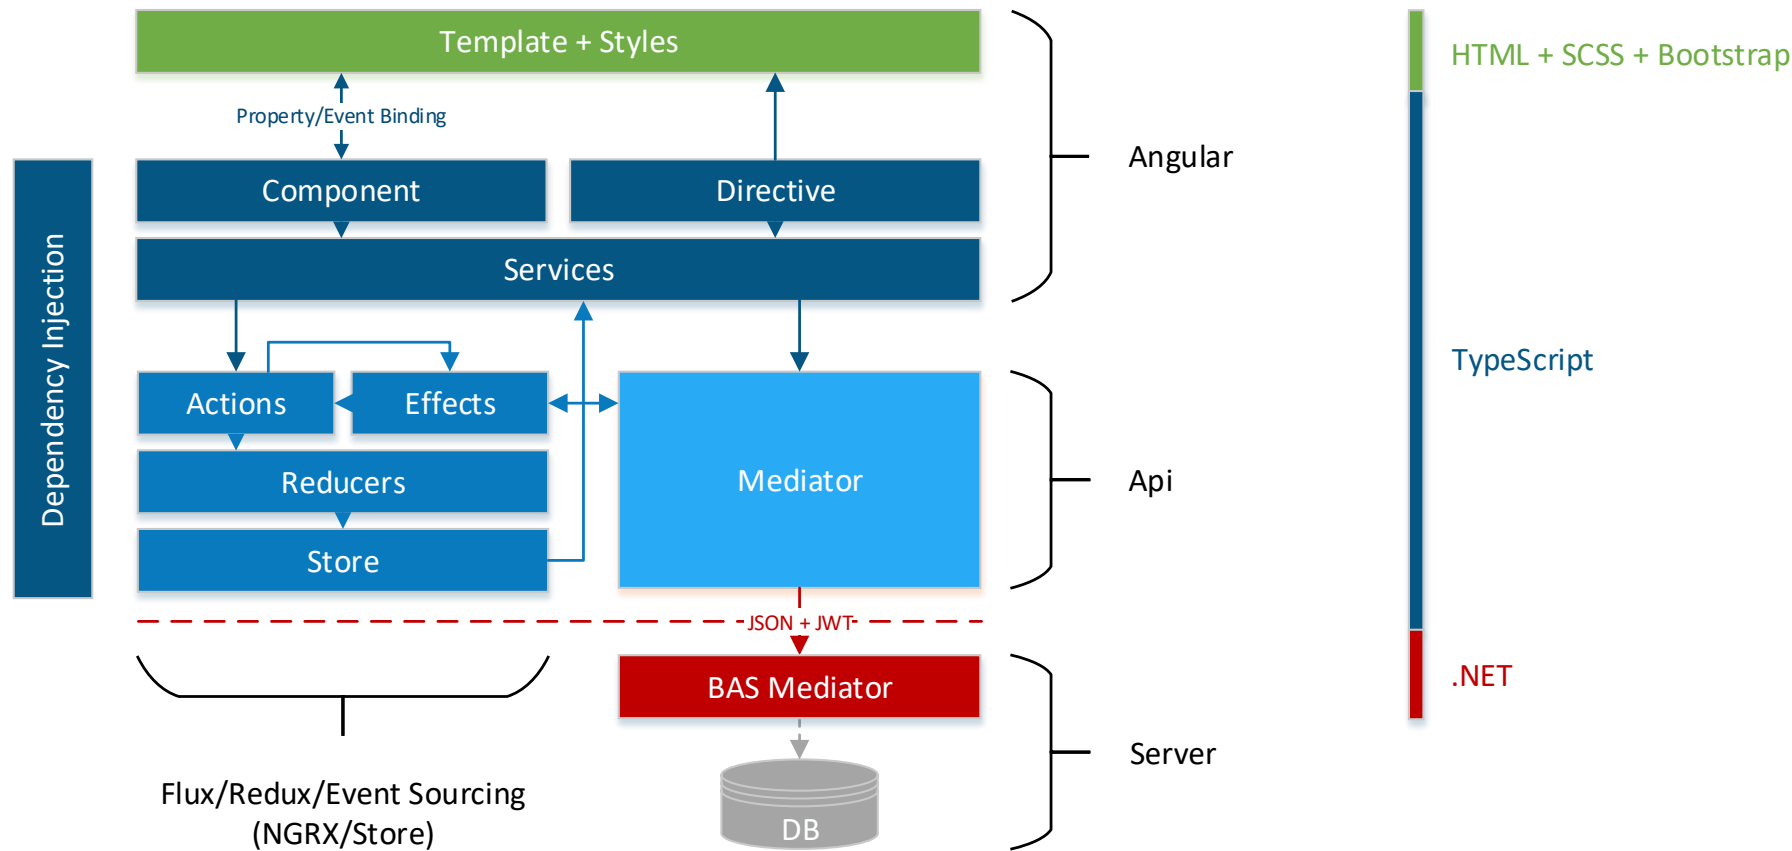 Template + Styles
HTML + SCSS + Bootstrap
Property/Event Binding
Angular
Component
Directive
Services
Dependency Injection
TypeScript
Actions
Effects
Mediator
Api
Reducers
Store
JSON + JWT
BAS Mediator
.NET
Server
Flux/Redux/Event Sourcing
(NGRX/Store)
DB